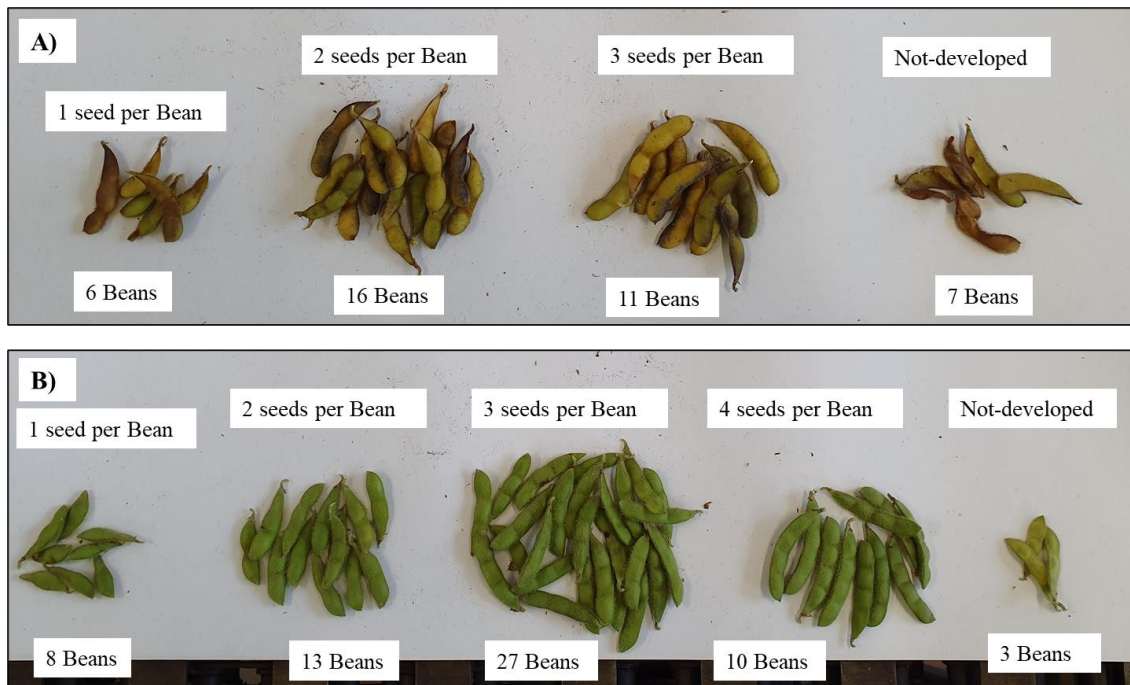 A)
1 seed per Bean
2 seeds per Bean
3 seeds per Bean
Not-developed
6 Beans
16 Beans
11 Beans
7 Beans
B)
1 seed per Bean
2 seeds per Bean
3 seeds per Bean
4 seeds per Bean
Not-developed
8 Beans
13 Beans
27 Beans
10 Beans
3 Beans